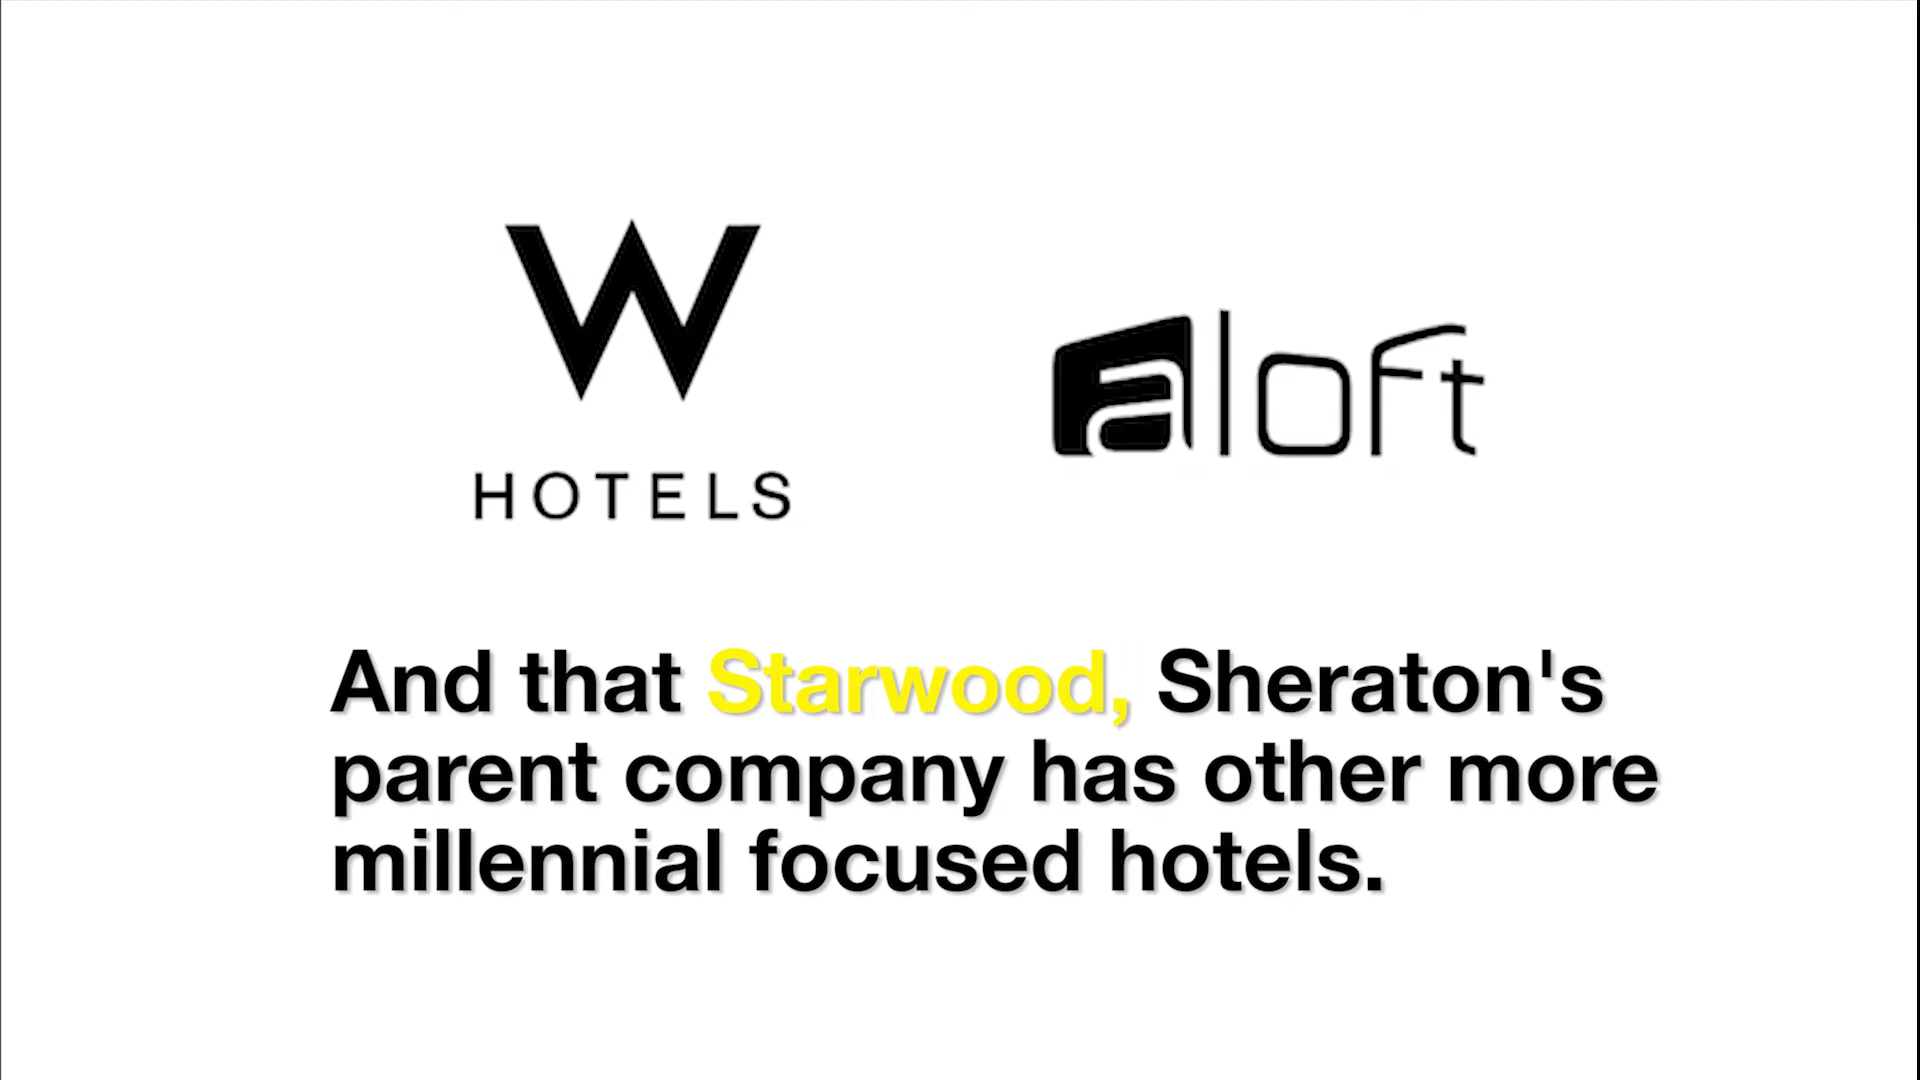 W
HOTELS
aloft
And that Starwood, Sheraton's
parent company has other more
millennial focused hotels.